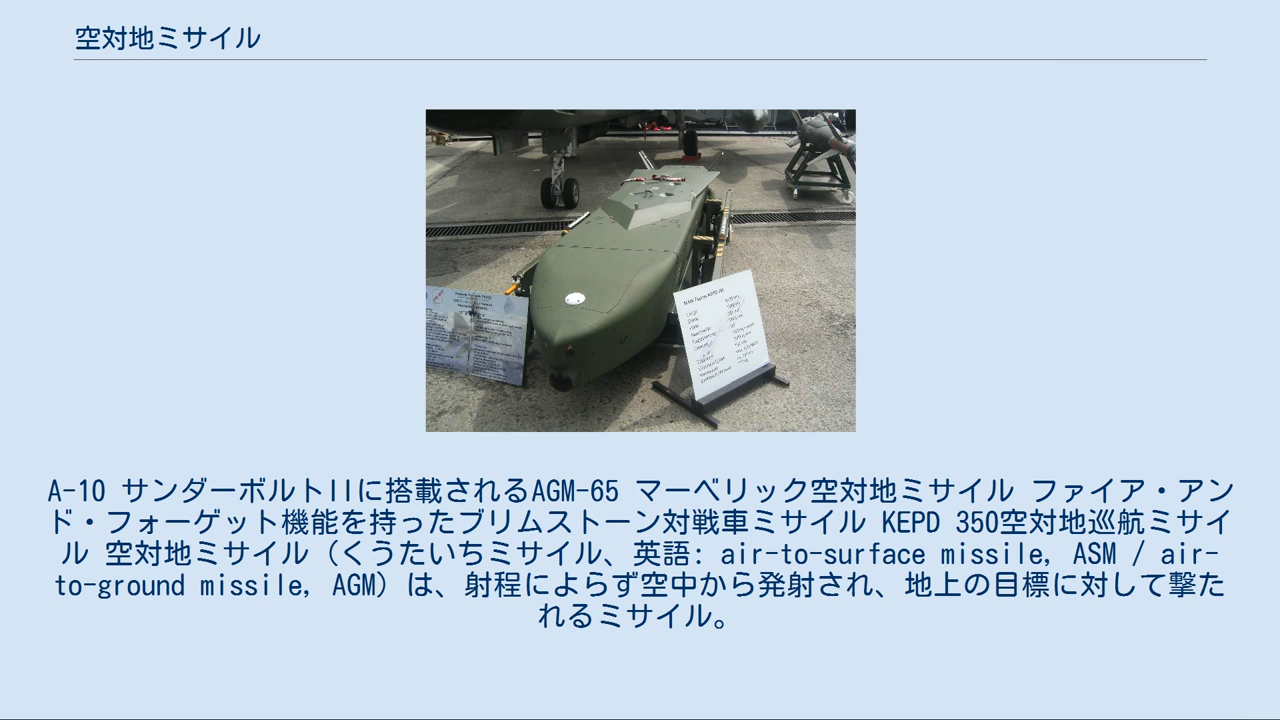 空対地ミサイル
A-10 サンダーボルトIIに搭載されるAGM-65 マーベリック空対地ミサイル ファイア・アン
ド・フォーゲット機能を持ったブリムストーン対戦車ミサイル KEPD 350空対地巡航ミサイ
ル 空対地ミサイル（くうたいちミサイル、英語: air-to-surface missile, ASM / air-
to-ground missile, AGM）は、射程によらず空中から発射され、地上の目標に対して撃た
れるミサイル。